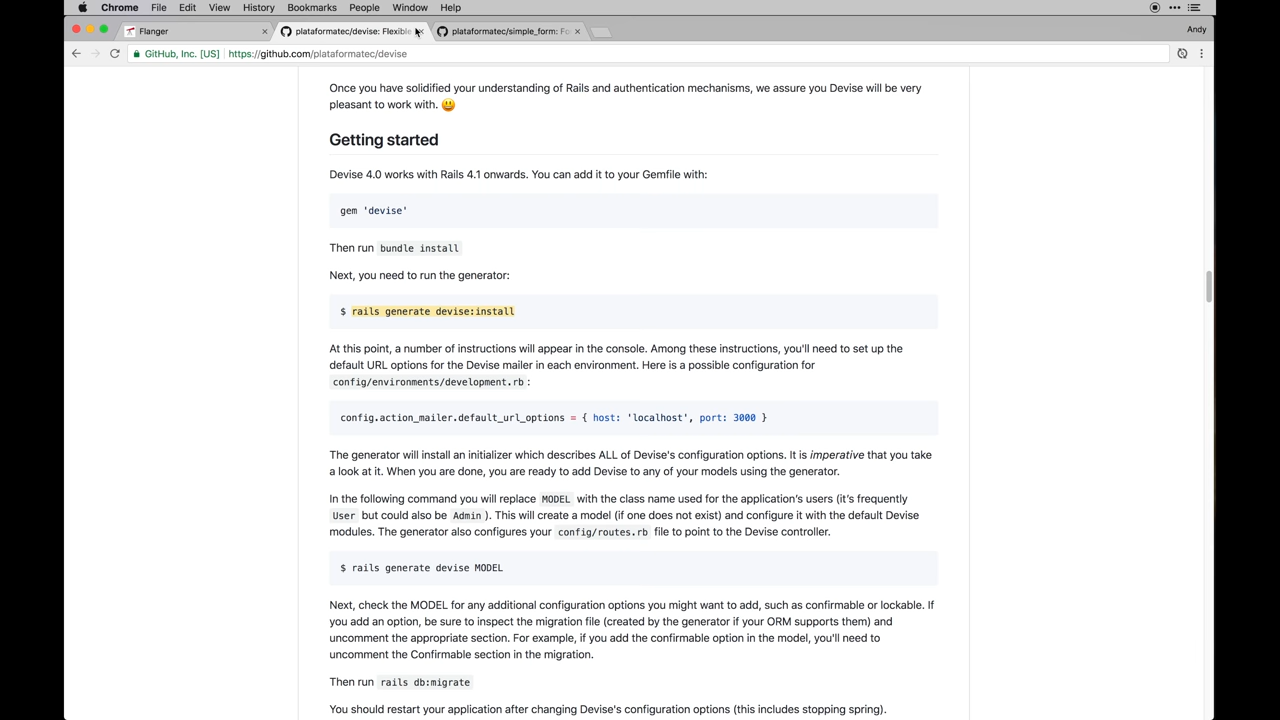 Chrome File Edit View History Bookmarks People Window Help
Flanger
plataformatec/devise: Flexible
plataformatec/simple_form: Fo
Andy
GitHub, Inc. [US] https://github.com/plataformatec/devise
Once you have solidified your understanding of Rails and authentication mechanisms, we assure you Devise will be very
pleasant to work with. 😃
Getting started
Devise 4.0 works with Rails 4.1 onwards. You can add it to your Gemfile with:
gem 'devise'
Then run bundle install
Next, you need to run the generator:
$ rails generate devise:install
At this point, a number of instructions will appear in the console. Among these instructions, you'll need to set up the
default URL options for the Devise mailer in each environment. Here is a possible configuration for
config/environments/development.rb:
config.action_mailer.default_url_options = { host: 'localhost', port: 3000 }
The generator will install an initializer which describes ALL of Devise's configuration options. It is imperative that you take
a look at it. When you are done, you are ready to add Devise to any of your models using the generator.
In the following command you will replace MODEL with the class name used for the application's users (it's frequently
User but could also be Admin). This will create a model (if one does not exist) and configure it with the default Devise
modules. The generator also configures your config/routes.rb file to point to the Devise controller.
$ rails generate devise MODEL
Next, check the MODEL for any additional configuration options you might want to add, such as confirmable or lockable. If
you add an option, be sure to inspect the migration file (created by the generator if your ORM supports them) and
uncomment the appropriate section. For example, if you add the confirmable option in the model, you'll need to
uncomment the Confirmable section in the migration.
Then run rails db:migrate
You should restart your application after changing Devise's configuration options (this includes stopping spring).